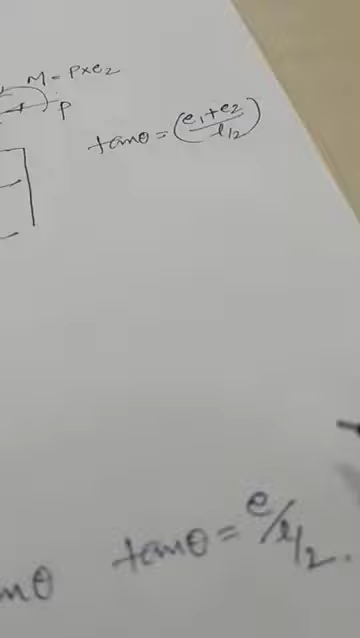 M = P×e2
P
tanθ = (e1+e2/l/2)
tanθ = e/l/2.
nθ